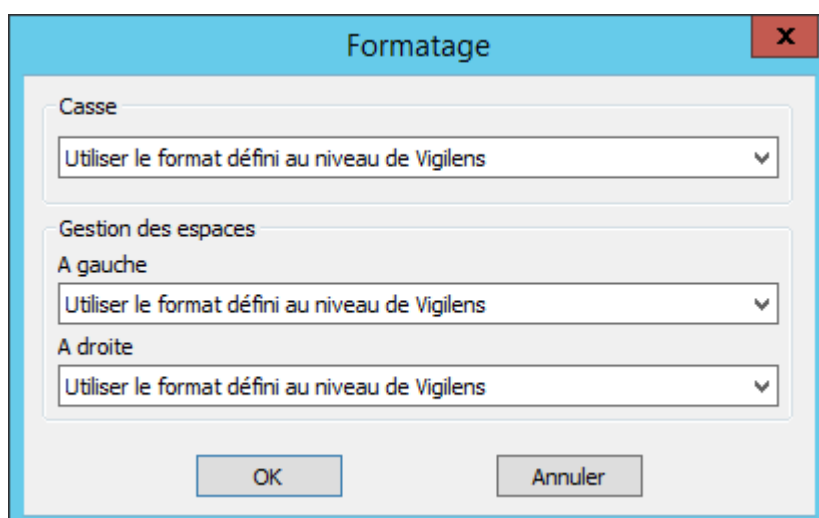 Formatage
x
Casse
Utiliser le format défini au niveau de Vigilens
Gestion des espaces
A gauche
Utiliser le format défini au niveau de Vigilens
A droite
Utiliser le format défini au niveau de Vigilens
OK Annuler